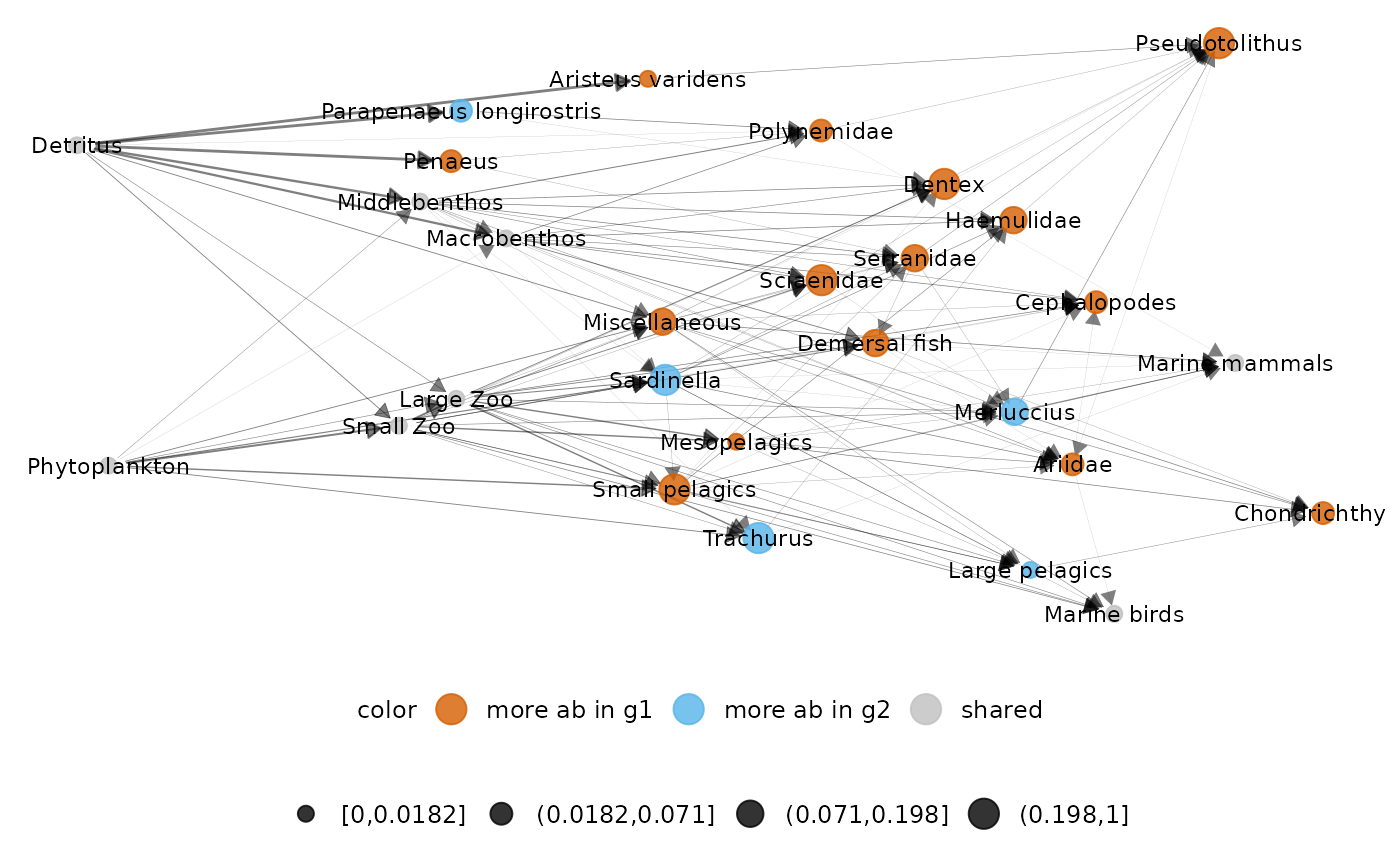 Pseudotolithus
Aristeus varidens
Parapenaeus longirostris
Polynemidae
Detritus
Penaeus
Dentex
Middlebenthos
Haemulidae
Macrobenthos
Serranidae
Sciaenidae
Cephalopodes
Miscellaneous
Demersal fish
Marine mammals
Sardinella
Large Zoo
Merluccius
Small Zoo
Mesopelagics
Phytoplankton
Ariidae
Small pelagics
Chondrichthy
Trachurus
Large pelagics
Marine birds
color more ab in g1 more ab in g2 shared
[0,0.0182] (0.0182,0.071] (0.071,0.198] (0.198,1]